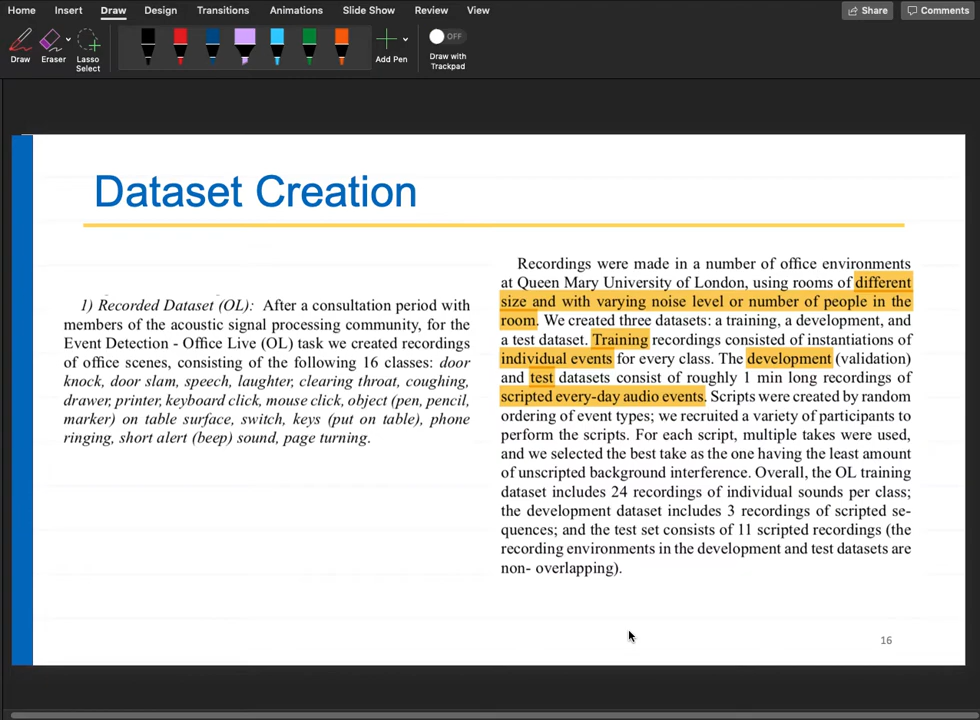 Home Insert Draw Design Transitions Animations Slide Show Review View Share Comments
OFF
Draw Eraser Lasso Select Add Pen Draw with Trackpad
Dataset Creation
1) Recorded Dataset (OL): After a consultation period with
members of the acoustic signal processing community, for the
Event Detection - Office Live (OL) task we created recordings
of office scenes, consisting of the following 16 classes: door
knock, door slam, speech, laughter, clearing throat, coughing,
drawer, printer, keyboard click, mouse click, object (pen, pencil,
marker) on table surface, switch, keys (put on table), phone
ringing, short alert (beep) sound, page turning.
Recordings were made in a number of office environments
at Queen Mary University of London, using rooms of different
size and with varying noise level or number of people in the
room. We created three datasets: a training, a development, and
a test dataset. Training recordings consisted of instantiations of
individual events for every class. The development (validation)
and test datasets consist of roughly 1 min long recordings of
scripted every-day audio events. Scripts were created by random
ordering of event types; we recruited a variety of participants to
perform the scripts. For each script, multiple takes were used,
and we selected the best take as the one having the least amount
of unscripted background interference. Overall, the OL training
dataset includes 24 recordings of individual sounds per class;
the development dataset includes 3 recordings of scripted se-
quences; and the test set consists of 11 scripted recordings (the
recording environments in the development and test datasets are
non- overlapping).
16